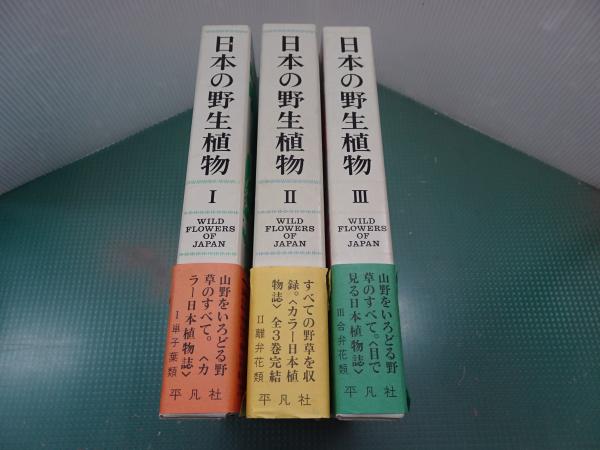 日本の野生植物
I
WILD
FLOWERS
OF
JAPAN
山野をいろどる野
草のすべて。〈カ
ラー日本植物誌〉
I 単子葉類
平凡社
日本の野生植物
II
WILD
FLOWERS
OF
JAPAN
すべての野草を収
録。〈カラー日本植
物誌〉全3巻完結
II 離弁花類
平凡社
日本の野生植物
III
WILD
FLOWERS
OF
JAPAN
山野をいろどる野
草のすべて。〈目で
見る日本植物誌〉
III 合弁花類
平凡社